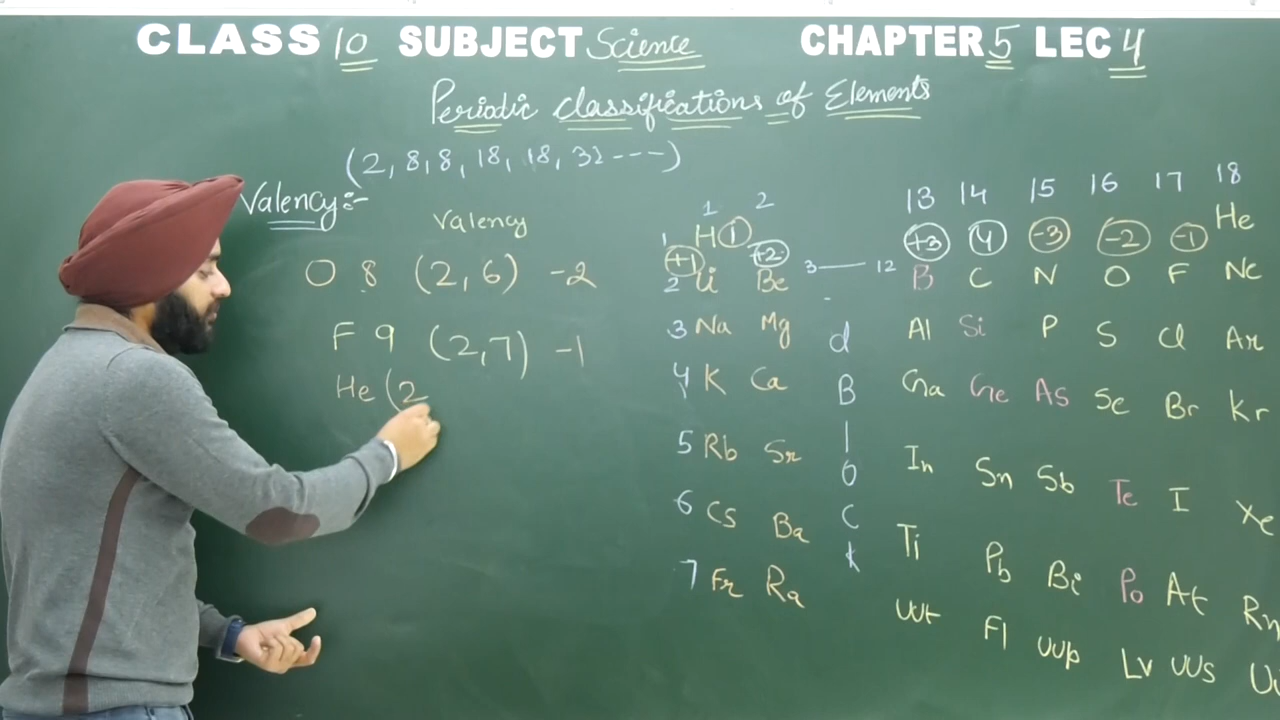 CLASS 10 SUBJECT Science CHAPTER 5 LEC 4
Periodic classifications of Elements
(2, 8, 8, 18, 18, 32 ----)
Valency:-
Valency
O 8 (2, 6) -2
F 9 (2, 7) -1
He (2
1 2 13 14 15 16 17 18
1 H 1 He
+1 +2 3 — 12 +3 4 -3 -2 -1
2 Li Be B C N O F Ne
3 Na Mg Al Si P S Cl Ar
4 K Ca Ga Ge As Se Br Kr
5 Rb Sr In Sn Sb Te I Xe
6 Cs Ba Ti Pb Bi Po At Rn
7 Fr Ra Uut Fl UUp Lv UUs
d
B
l
O
C
k